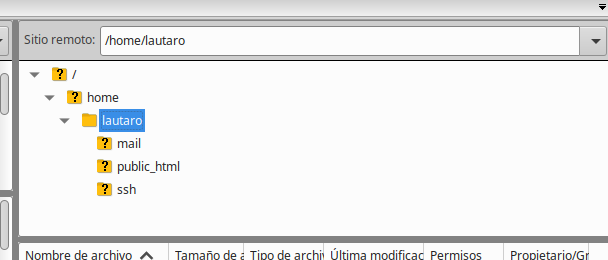 Sitio remoto: /home/lautaro
/
home
lautaro
mail
public_html
ssh
Nombre de archivo Tamaño de a Tipo de archiv Última modificac Permisos Propietario/Gr